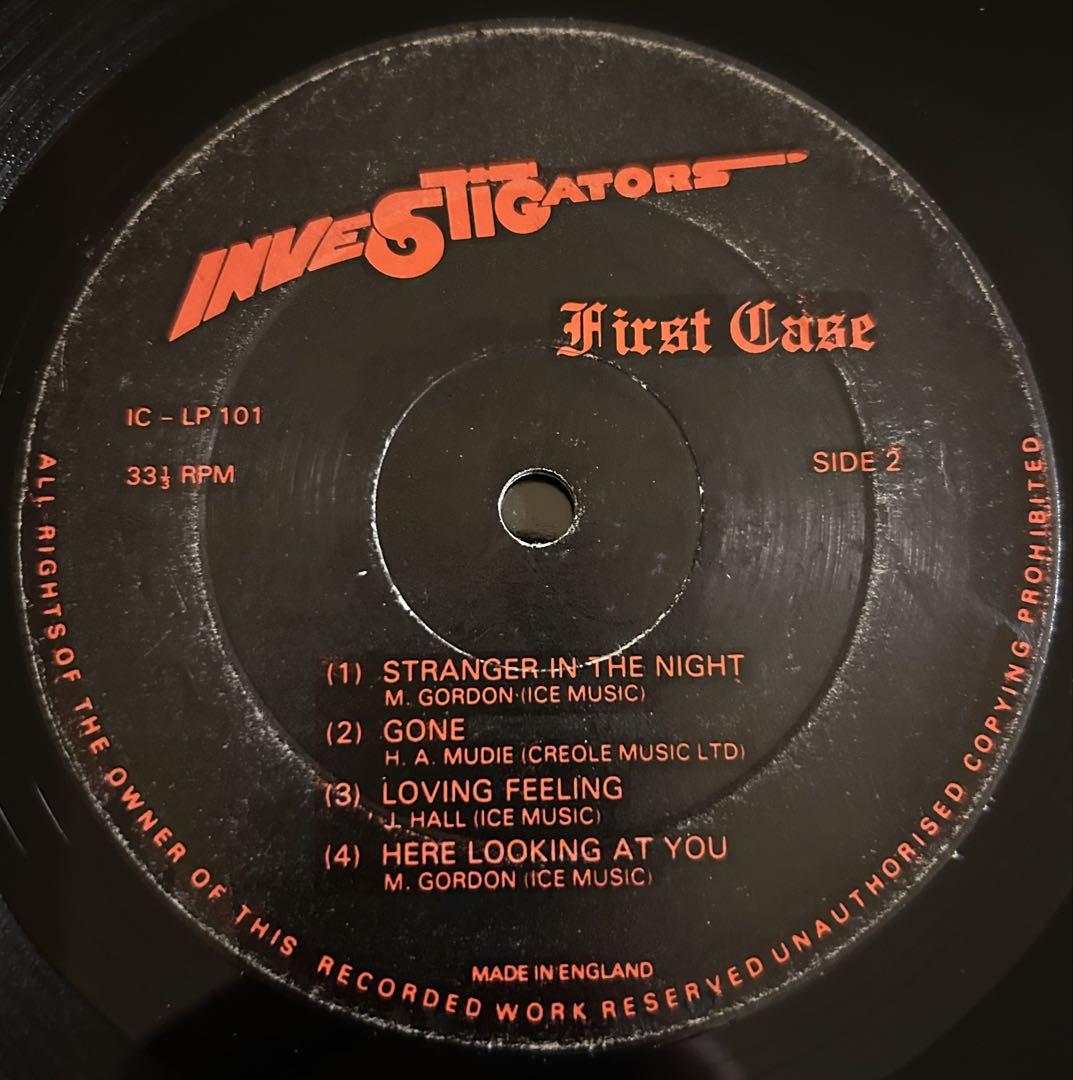 INVESTIGATORS
First Case
IC - LP 101
33⅓ RPM
SIDE 2
(1) STRANGER IN THE NIGHT
M. GORDON (ICE MUSIC)
(2) GONE
H. A. MUDIE (CREOLE MUSIC LTD)
(3) LOVING FEELING
J. HALL (ICE MUSIC)
(4) HERE LOOKING AT YOU
M. GORDON (ICE MUSIC)
MADE IN ENGLAND
ALL RIGHTS OF THE OWNER OF THIS RECORDED WORK RESERVED UNAUTHORISED COPYING PROHIBITED